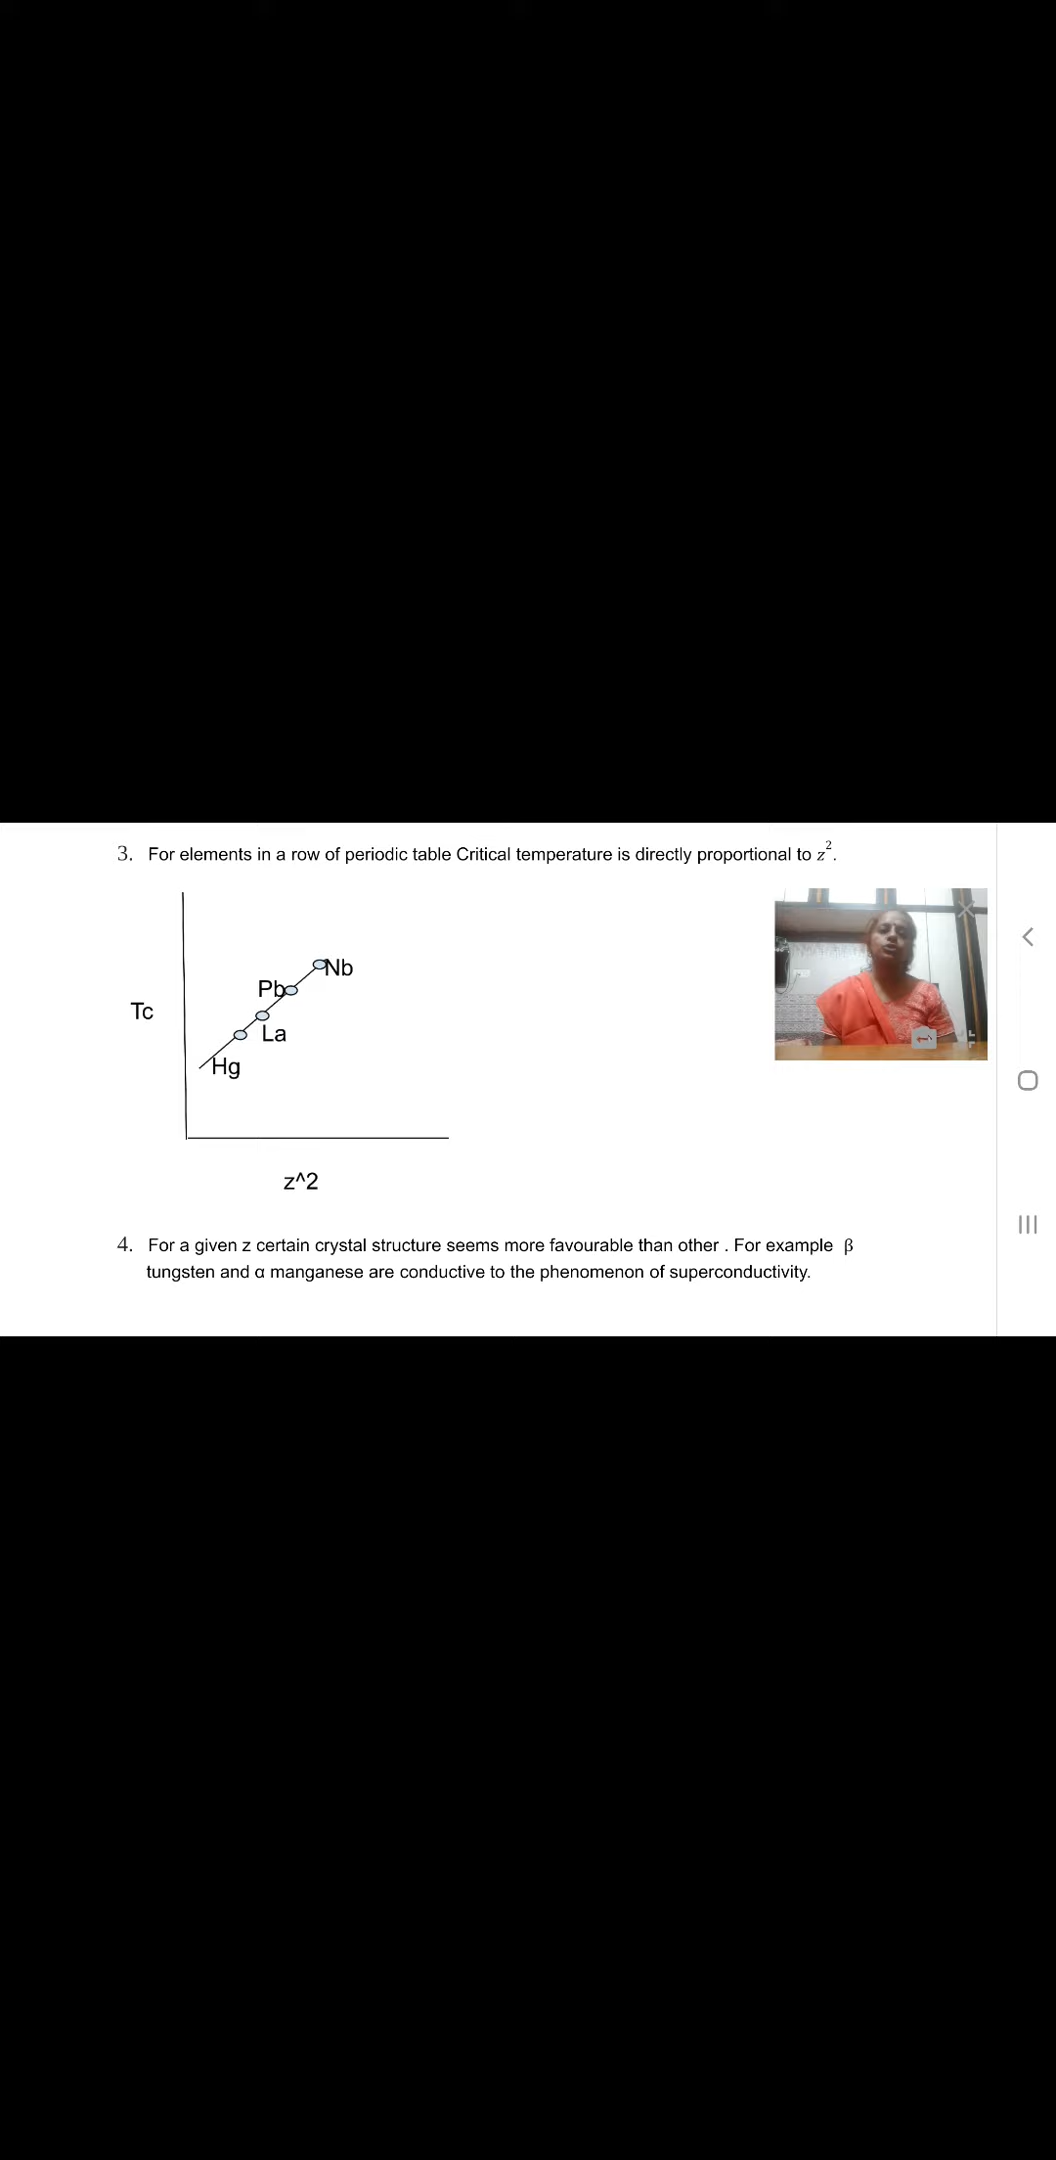 3. For elements in a row of periodic table Critical temperature is directly proportional to z².
Nb
Pb
Tc
La
Hg
z^2
4. For a given z certain crystal structure seems more favourable than other . For example β
tungsten and α manganese are conductive to the phenomenon of superconductivity.